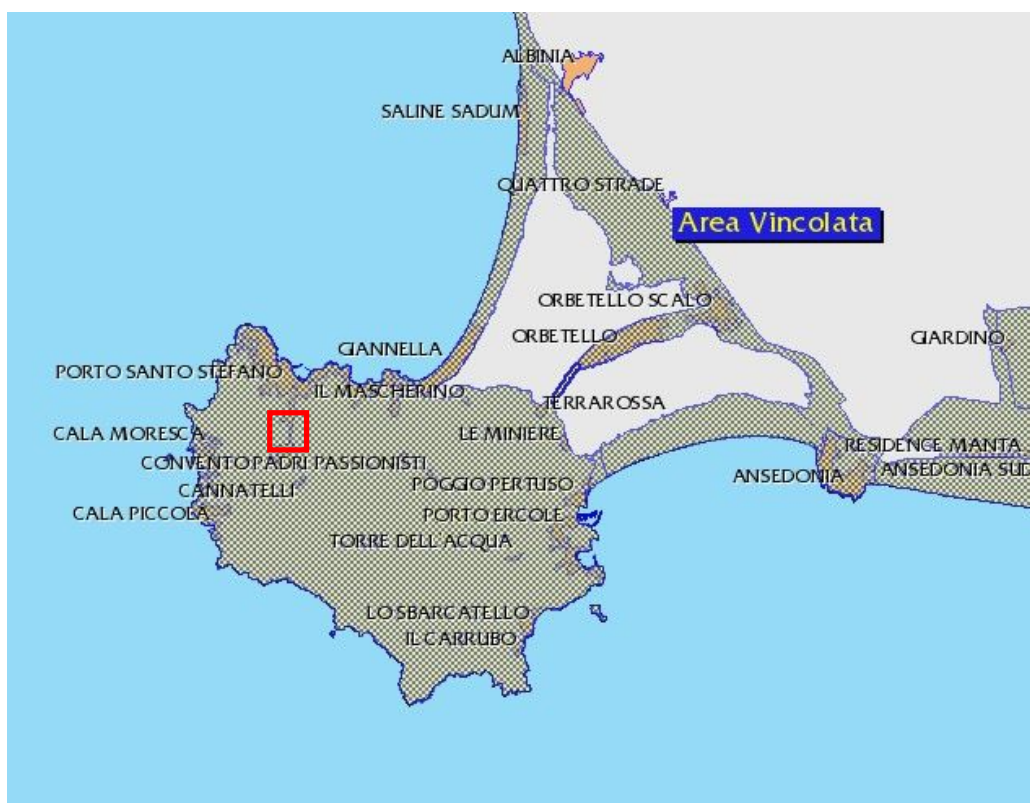 ALBINIA
SALINE SADUM
QUATTRO STRADE
Area Vincolata
ORBETELLO SCALO
ORBETELLO
GIARDINO
GIANNELLA
PORTO SANTO STEFANO
IL MASCHERINO
TERRAROSSA
CALA MORESCA
LE MINIERE
RESIDENCE MANTA
CONVENTO PADRI PASSIONISTI
ANSEDONIA
ANSEDONIA SUD
CANNATELLI
POGGIO PERTUSO
CALA PICCOLA
PORTO ERCOLE
TORRE DELL'ACQUA
LO SBARCATELLO
IL CARRUBO